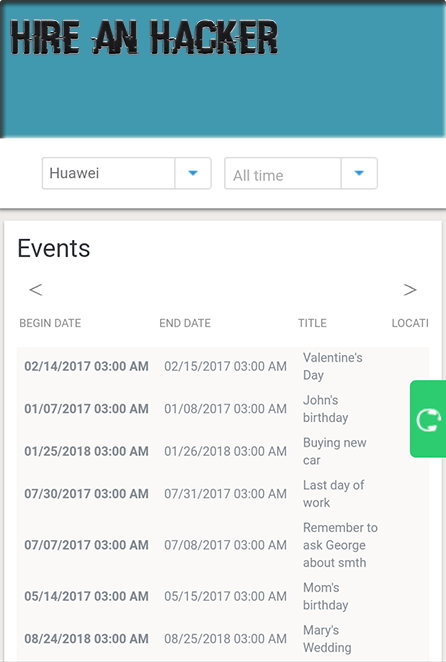 HIRE AN HACKER
Huawei
All time
Events
< >
BEGIN DATE END DATE TITLE LOCATI
02/14/2017 03:00 AM 02/15/2017 03:00 AM Valentine's
Day
01/07/2017 03:00 AM 01/08/2017 03:00 AM John's
birthday
01/25/2018 03:00 AM 01/26/2018 03:00 AM Buying new
car
07/30/2017 03:00 AM 07/31/2017 03:00 AM Last day of
work
07/07/2017 03:00 AM 07/08/2017 03:00 AM Remember to
ask George
about smth
05/14/2017 03:00 AM 05/15/2017 03:00 AM Mom's
birthday
08/24/2018 03:00 AM 08/25/2018 03:00 AM Mary's
Wedding